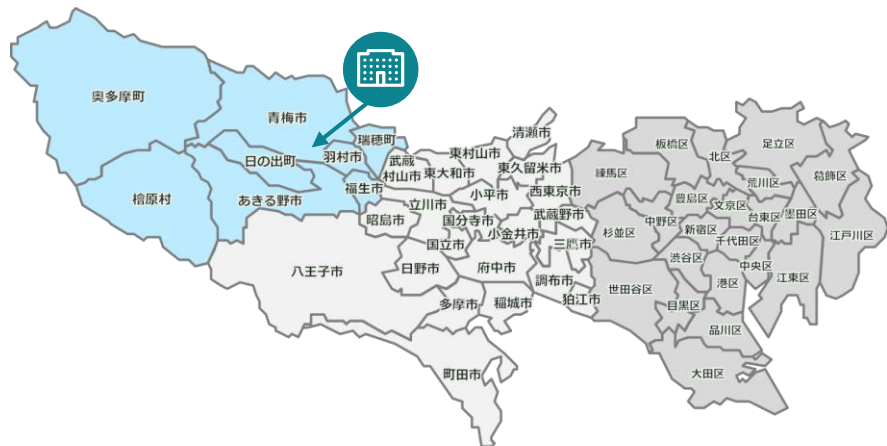 奥多摩町
青梅市
瑞穂町
日の出町
羽村市
檜原村
あきる野市
福生市
武蔵
村山市
東大和市
東村山市
清瀬市
東久留米市
小平市
西東京市
立川市
昭島市
国分寺市
武蔵野市
小金井市
国立市
三鷹市
八王子市
日野市
府中市
調布市
多摩市
稲城市
狛江市
町田市
板橋区
北区
足立区
練馬区
荒川区
葛飾区
豊島区
文京区
台東区
墨田区
中野区
杉並区
新宿区
千代田区
江戸川区
渋谷区
中央区
世田谷区
港区
江東区
目黒区
品川区
大田区